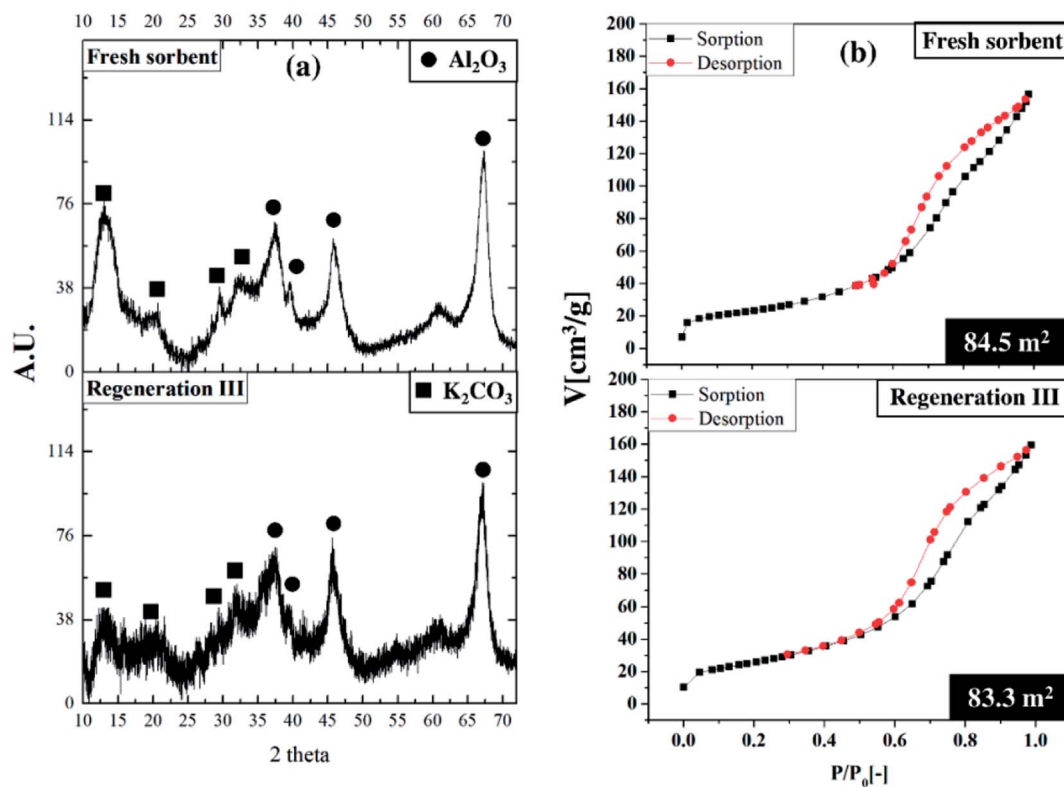 10 15 20 25 30 35 40 45 50 55 60 65 70
Fresh sorbent
(a)
● Al₂O₃
114
76
38
0
A.U.
Regeneration III
■ K₂CO₃
114
76
38
0
10 15 20 25 30 35 40 45 50 55 60 65 70
2 theta
200
180
160
140
120
100
80
60
40
20
0
Sorption
Desorption
(b)
Fresh sorbent
84.5 m²
V[cm³/g]
200
180
160
140
120
100
80
60
40
20
0
Sorption
Desorption
Regeneration III
83.3 m²
0.0 0.2 0.4 0.6 0.8 1.0
P/P₀[-]